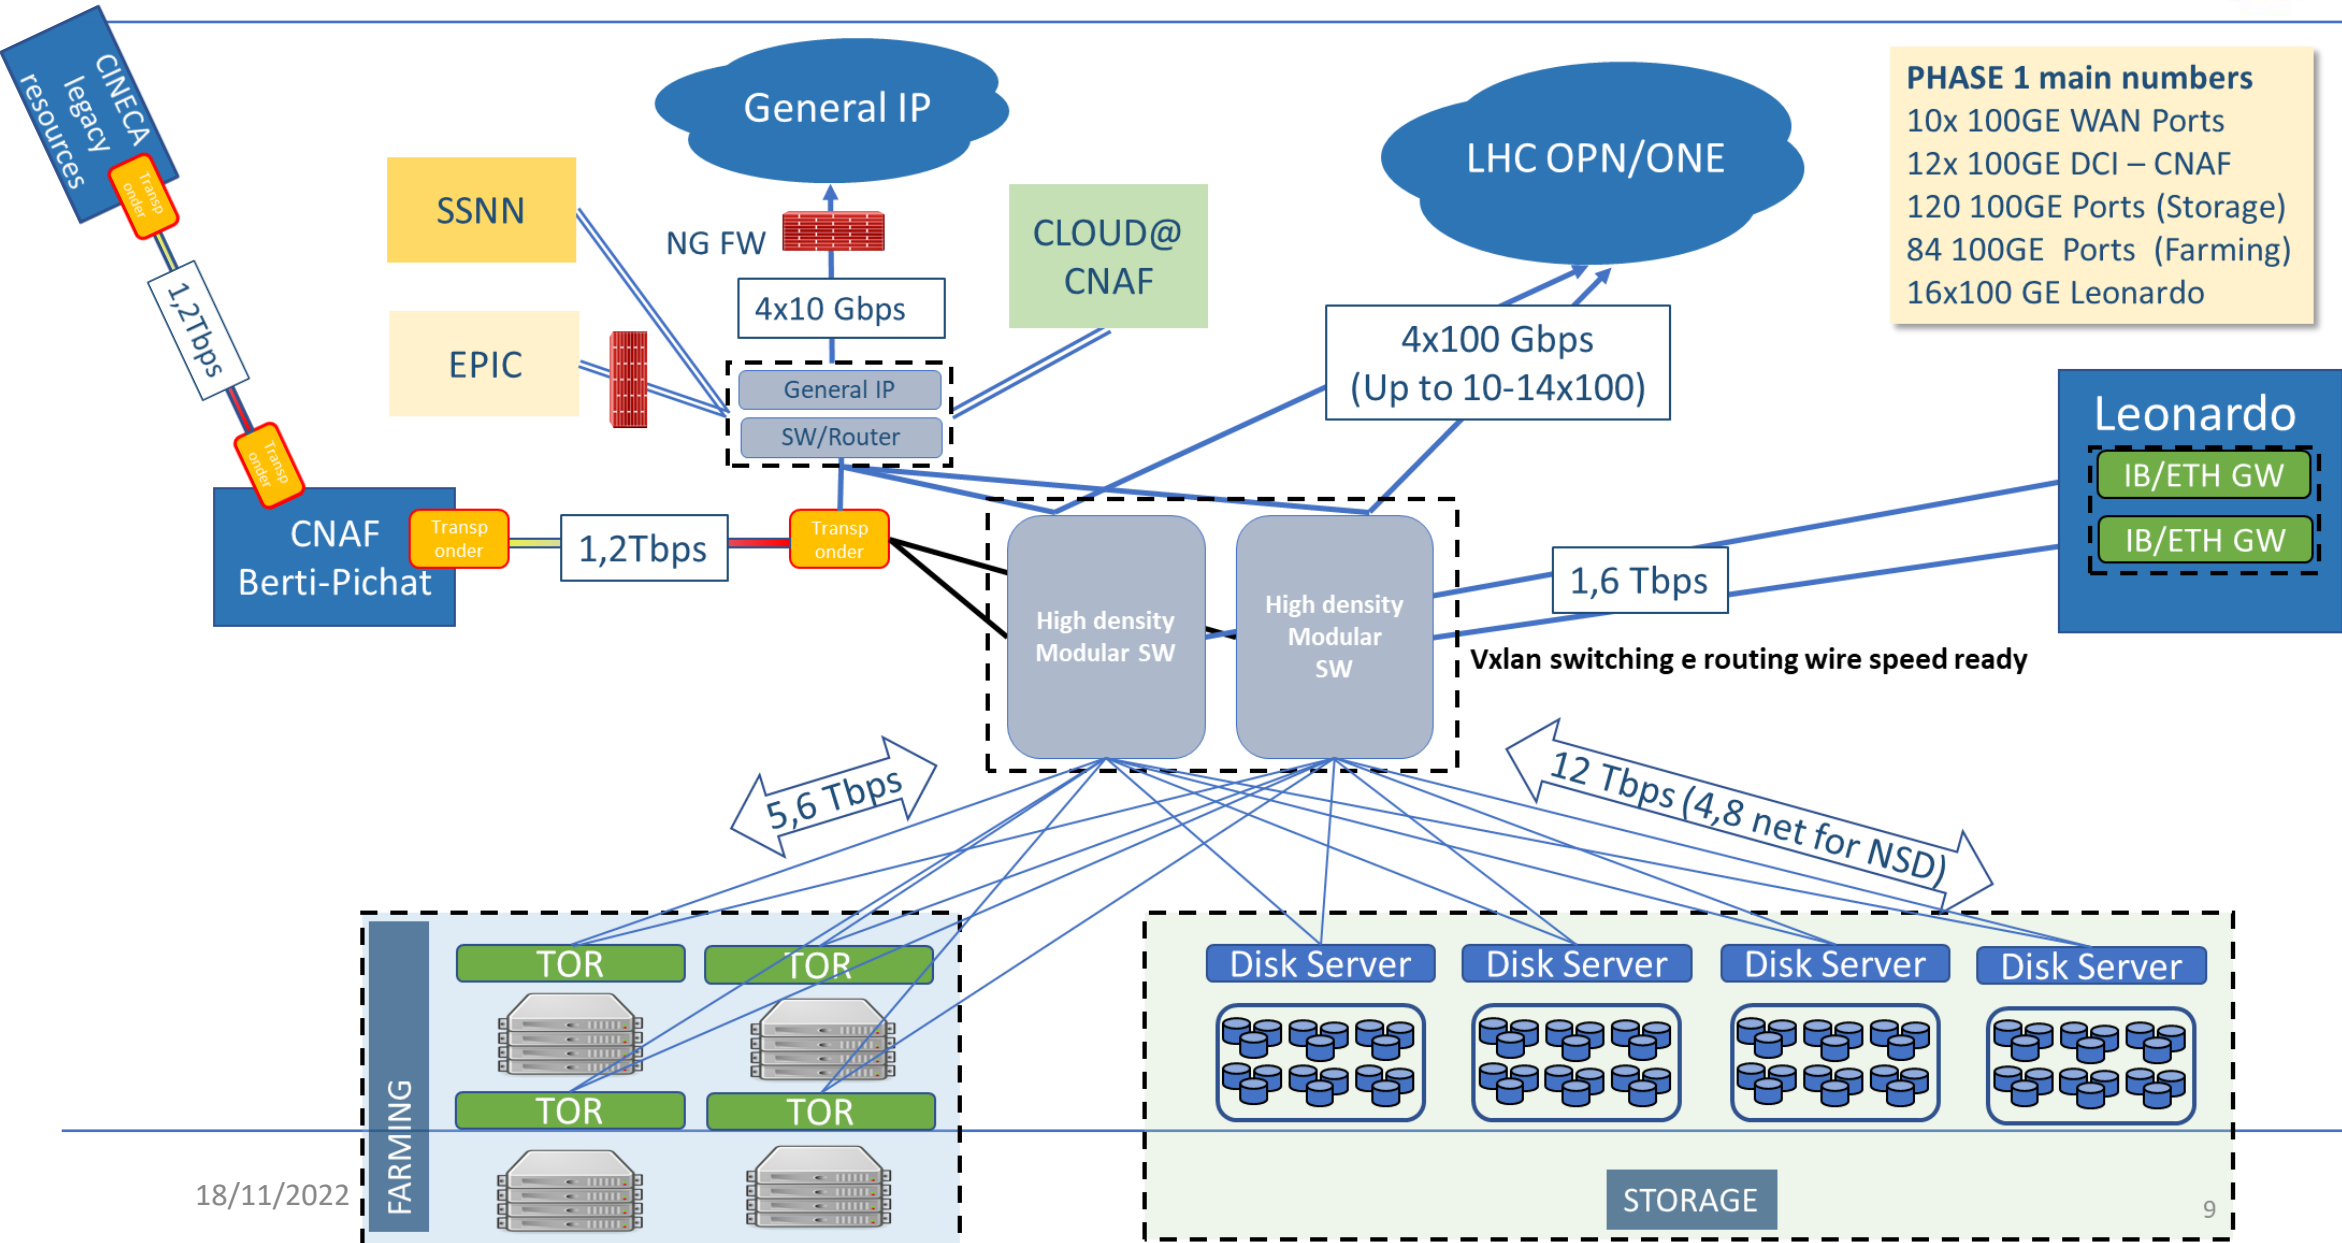 CINECA
legacy
resources
Transp
onder
1,2Tbps
Transp
onder
General IP
LHC OPN/ONE
PHASE 1 main numbers
10x 100GE WAN Ports
12x 100GE DCI – CNAF
120 100GE Ports (Storage)
84 100GE Ports (Farming)
16x100 GE Leonardo
SSNN
NG FW
CLOUD@
CNAF
4x10 Gbps
EPIC
General IP
SW/Router
4x100 Gbps
(Up to 10-14x100)
Leonardo
IB/ETH GW
IB/ETH GW
CNAF
Berti-Pichat
Transp
onder
1,2Tbps
Transp
onder
1,6 Tbps
High density
Modular SW
High density
Modular
SW
Vxlan switching e routing wire speed ready
5,6 Tbps
12 Tbps (4,8 net for NSD)
FARMING
TOR
TOR
TOR
TOR
Disk Server
Disk Server
Disk Server
Disk Server
STORAGE
18/11/2022
9